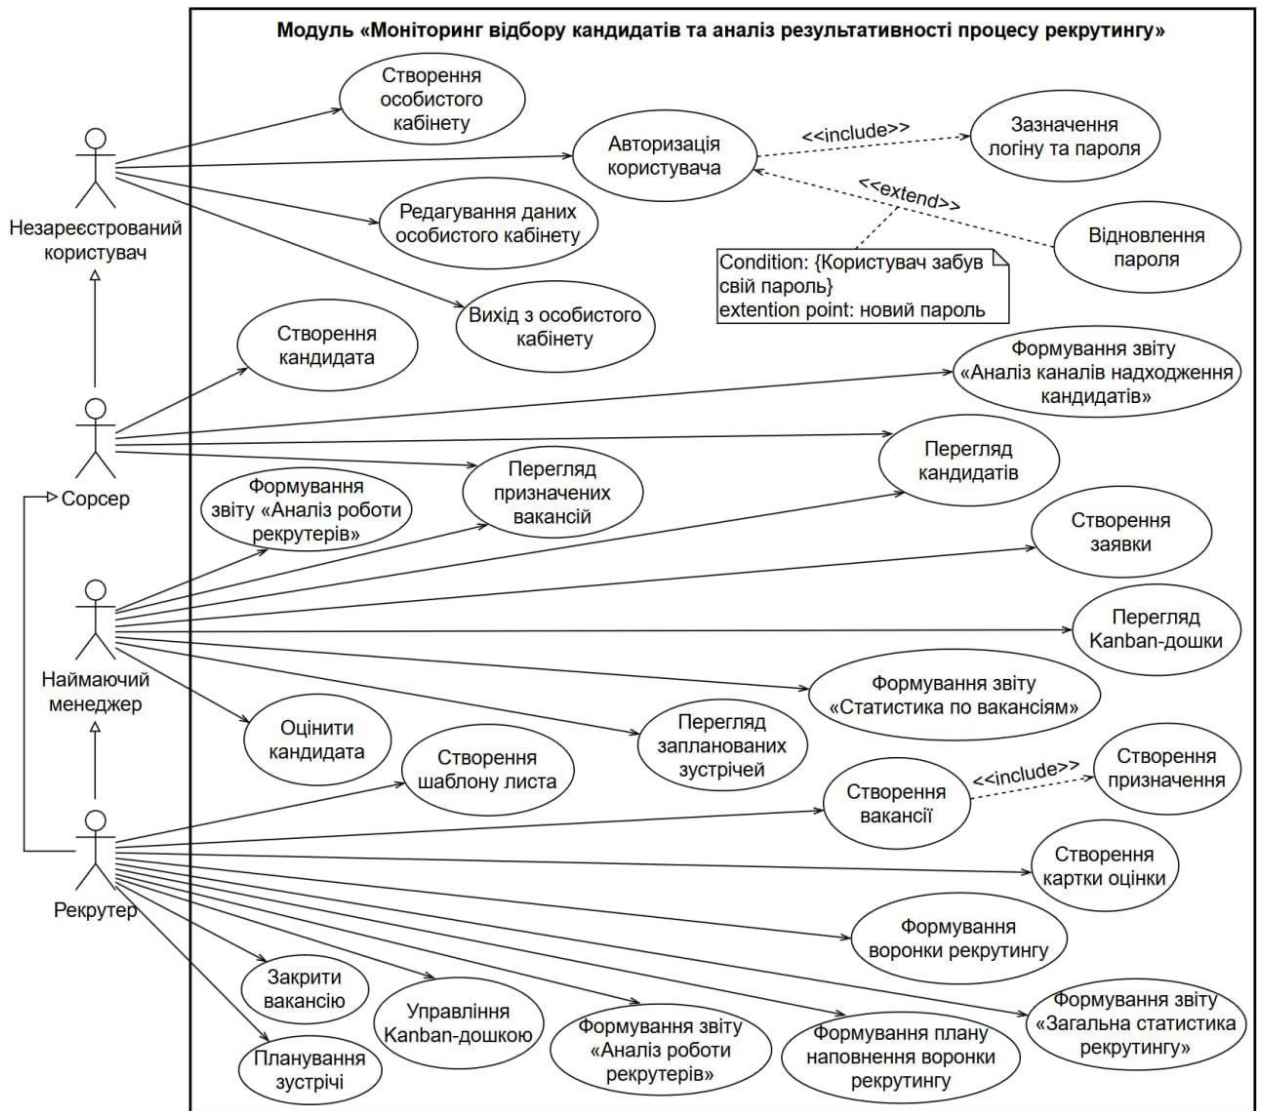 Модуль «Моніторинг відбору кандидатів та аналіз результативності процесу рекрутингу»
Створення
особистого
кабінету
Авторизація
користувача
<<include>>
Зазначення
логіну та пароля
Незареєстрований
користувач
Редагування даних
особистого кабінету
<<extend>>
Відновлення
пароля
Condition: {Користувач забув
свій пароль}
extention point: новий пароль
Вихід з особистого
кабінету
Створення
кандидата
Формування звіту
«Аналіз каналів надходження
кандидатів»
Сорсер
Перегляд
призначених
вакансій
Перегляд
кандидатів
Формування
звіту «Аналіз роботи
рекрутерів»
Створення
заявки
Перегляд
Kanban-дошки
Наймаючий
менеджер
Формування звіту
«Статистика по вакансіям»
Оцінити
кандидата
Перегляд
запланованих
зустрічей
Створення
шаблону листа
Створення
вакансії
<<include>>
Створення
призначення
Створення
картки оцінки
Рекрутер
Формування
воронки рекрутингу
Закрити
вакансію
Управління
Kanban-дошкою
Формування звіту
«Аналіз роботи
рекрутерів»
Формування плану
наповнення воронки
рекрутингу
Формування звіту
«Загальна статистика
рекрутингу»
Планування
зустрічі